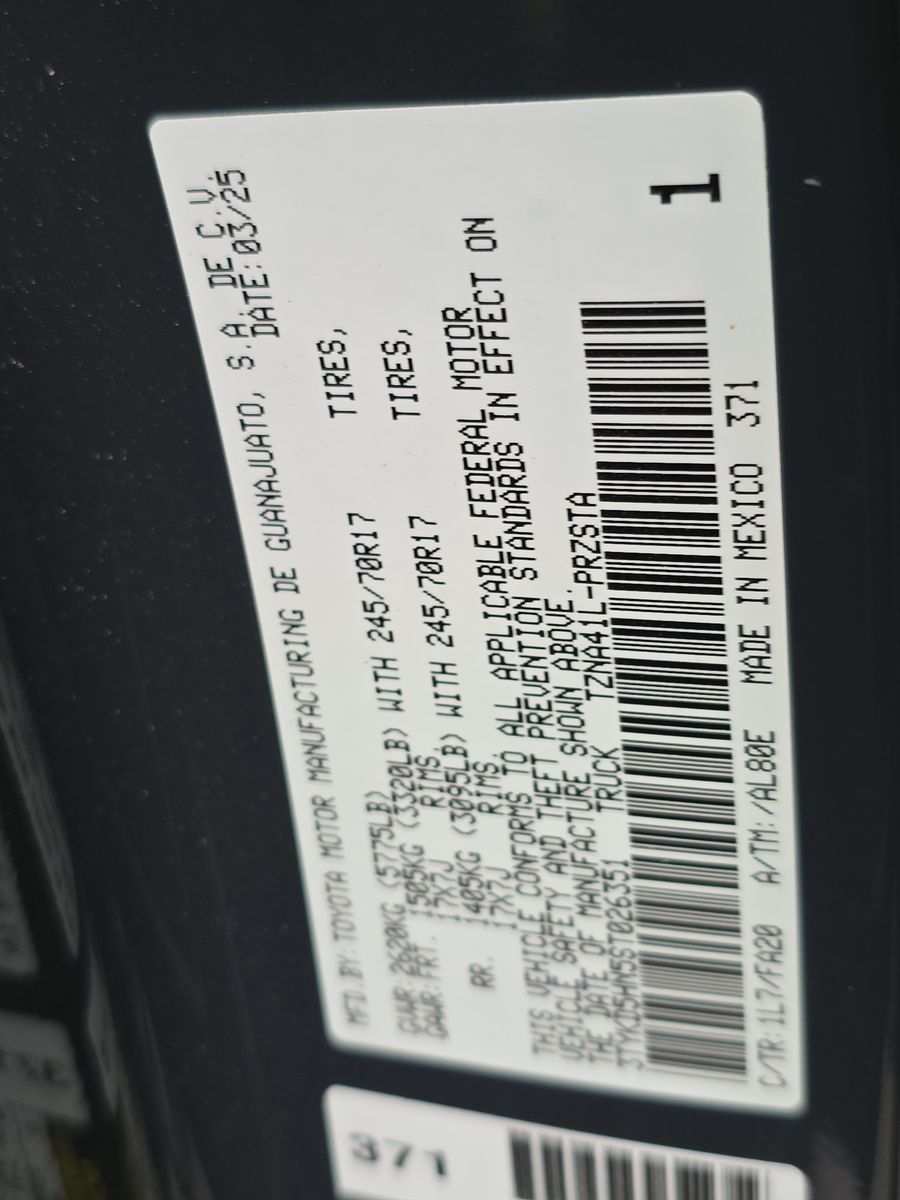 MFD.BY:TOYOTA MOTOR MANUFACTURING DE GUANAJUATO, S.A. DE C.V.
DATE:03/25
GVWR:2620KG (5775LB)
GAWR:FRT. 1505KG (3320LB) WITH 245/70R17 TIRES,
17X7J RIMS,
RR. 1405KG (3095LB) WITH 245/70R17 TIRES,
17X7J RIMS
THIS VEHICLE CONFORMS TO ALL APPLICABLE FEDERAL MOTOR
VEHICLE SAFETY AND THEFT PREVENTION STANDARDS IN EFFECT ON
THE DATE OF MANUFACTURE SHOWN ABOVE.
3TYKD5HN5ST026351 TRUCK TZNA41L-PRZSTA
C/TR:1L7/FA20 A/TM:/AL80E MADE IN MEXICO 371
1
371